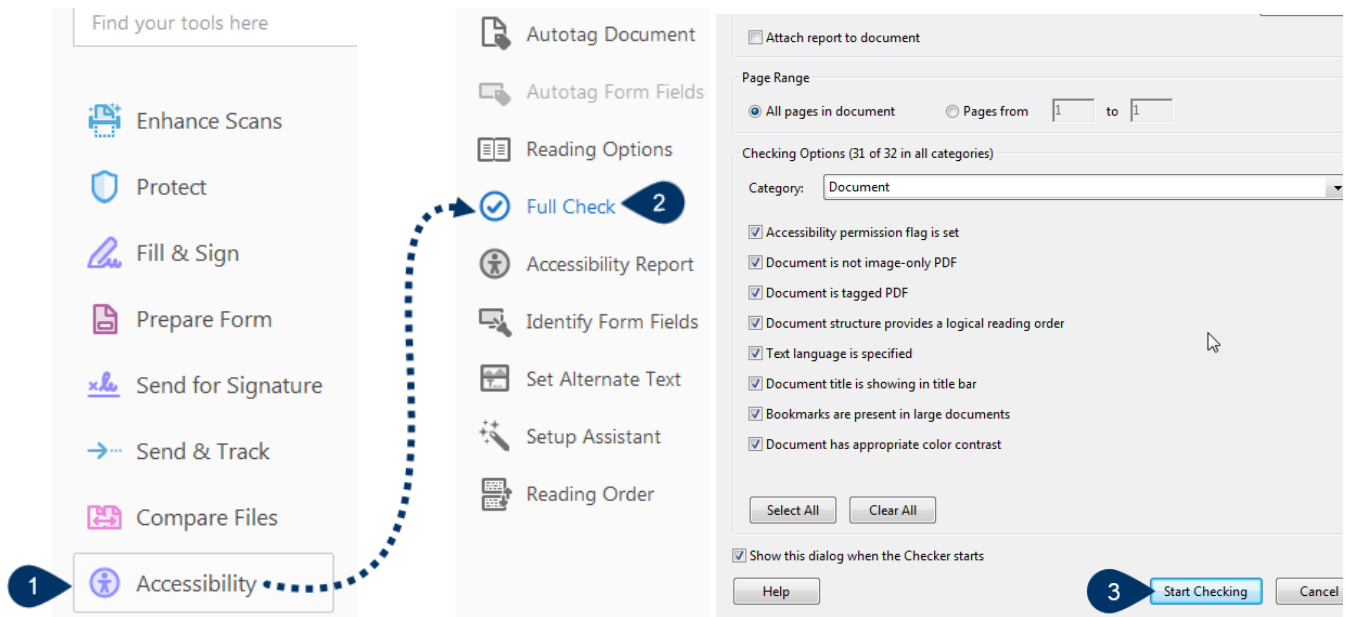 Find your tools here
Enhance Scans
Protect
Fill & Sign
Prepare Form
Send for Signature
Send & Track
Compare Files
1
Accessibility
Autotag Document
Autotag Form Fields
Reading Options
Full Check
2
Accessibility Report
Identify Form Fields
Set Alternate Text
Setup Assistant
Reading Order
Attach report to document
Page Range
All pages in document Pages from 1 to 1
Checking Options (31 of 32 in all categories)
Category: Document
Accessibility permission flag is set
Document is not image-only PDF
Document is tagged PDF
Document structure provides a logical reading order
Text language is specified
Document title is showing in title bar
Bookmarks are present in large documents
Document has appropriate color contrast
Select All Clear All
Show this dialog when the Checker starts
Help 3 Start Checking Cancel